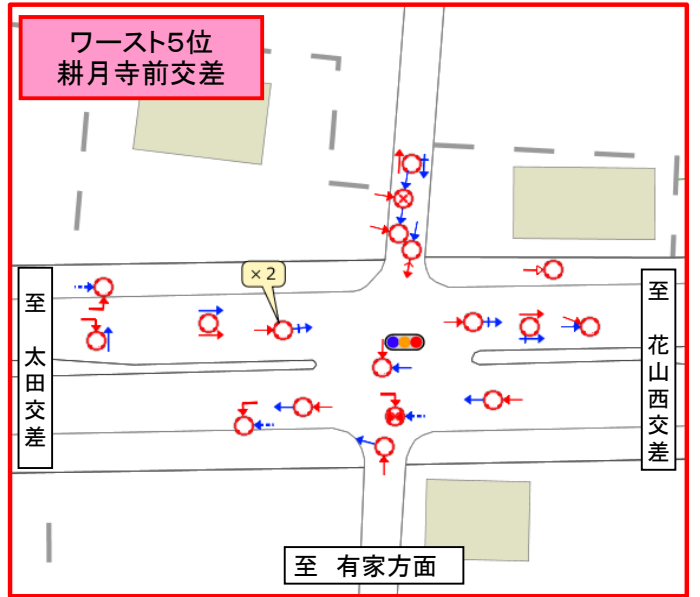 ワースト5位
耕月寺前交差
×2
至 太田交差
至 花山西交差
至 有家方面